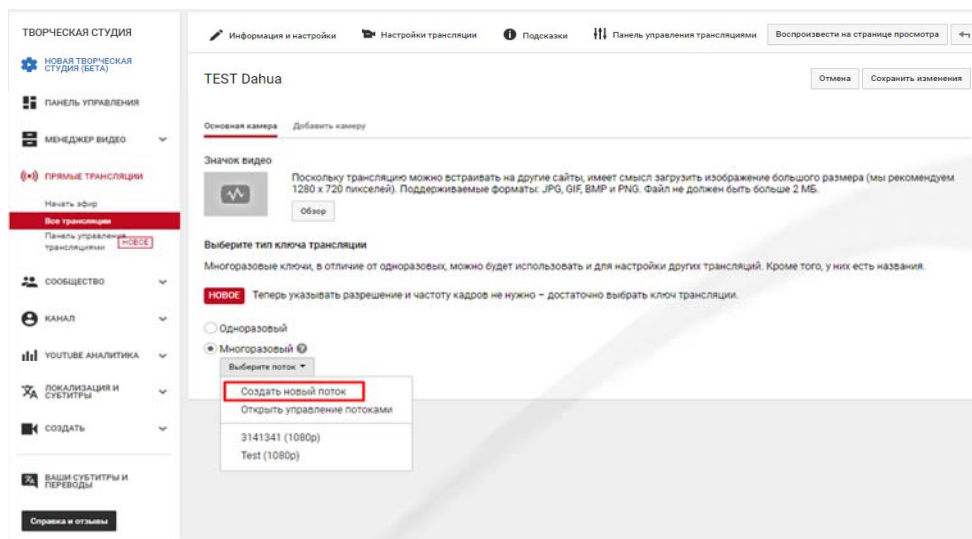 ТВОРЧЕСКАЯ СТУДИЯ
НОВАЯ ТВОРЧЕСКАЯ
СТУДИЯ (БЕТА)
ПАНЕЛЬ УПРАВЛЕНИЯ
МЕНЕДЖЕР ВИДЕО
ПРЯМЫЕ ТРАНСЛЯЦИИ
Начать эфир
Все трансляции
Панель управления
трансляциями НОВОЕ
СООБЩЕСТВО
КАНАЛ
YOUTUBE АНАЛИТИКА
ЛОКАЛИЗАЦИЯ И
СУБТИТРЫ
СОЗДАТЬ
ВАШИ СУБТИТРЫ И
ПЕРЕВОДЫ
Справка и отзывы
Информация и настройки Настройки трансляции Подсказки Панель управления трансляциями Воспроизвести на странице просмотра
TEST Dahua Отмена Сохранить изменения
Основная камера Добавить камеру
Значок видео
Поскольку трансляцию можно встраивать на другие сайты, имеет смысл загрузить изображение большого размера (мы рекомендуем
1280 x 720 пикселей). Поддерживаемые форматы: JPG, GIF, BMP и PNG. Файл не должен быть больше 2 МБ.
Обзор
Выберите тип ключа трансляции
Многоразовые ключи, в отличие от одноразовых, можно будет использовать и для настройки других трансляций. Кроме того, у них есть названия.
НОВОЕ Теперь указывать разрешение и частоту кадров не нужно – достаточно выбрать ключ трансляции.
Одноразовый
Многоразовый
Выберите поток
Создать новый поток
Открыть управление потоками
3141341 (1080p)
Test (1080p)